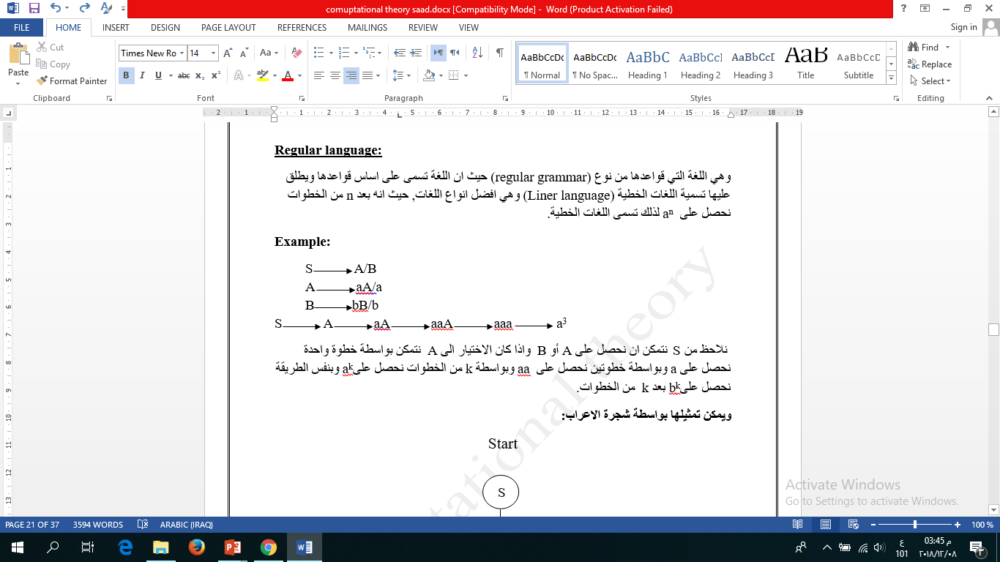 comuptational theory saad.docx [Compatibility Mode] - Word (Product Activation Failed)
FILE HOME INSERT DESIGN PAGE LAYOUT REFERENCES MAILINGS REVIEW VIEW Sign in
Paste Cut Copy Format Painter
Times New Ro 14
AaBbCcDc AaBbCcDc AaBbC AaBbCcI AaBbCcD AaB AaBbCcD
¶ Normal ¶ No Spac... Heading 1 Heading 2 Heading 3 Title Subtitle
Find Replace Select
Clipboard Font Paragraph Styles Editing
2 1 1 2 3 4 5 6 7 8 9 10 11 12 13 14 15 16 17 18 19
Regular language:
وهي اللغة التي قواعدها من نوع (regular grammar) حيث ان اللغة تسمى على اساس قواعدها ويطلق
عليها تسمية اللغات الخطية (Liner language) وهي افضل انواع اللغات, حيث انه بعد n من الخطوات
نحصل على aⁿ لذلك تسمى اللغات الخطية.
Example:
S → A/B
A → aA/a
B → bB/b
S → A → aA → aaA → aaa → a³
نلاحظ من S نتمكن ان نحصل على A أو B واذا كان الاختيار الى A نتمكن بواسطة خطوة واحدة
نحصل على a وبواسطة خطوتين نحصل على aa وبواسطة k من الخطوات نحصل علىaᵏ وبنفس الطريقة
نحصل علىbᵏ بعد k من الخطوات.
ويمكن تمثيلها بواسطة شجرة الاعراب:
Start
S
tational theory
Activate Windows
Go to Settings to activate Windows.
PAGE 21 OF 37 3594 WORDS ARABIC (IRAQ) 100 %
ع 101
03:45 م
٢٠١٨/١٢/٠٨